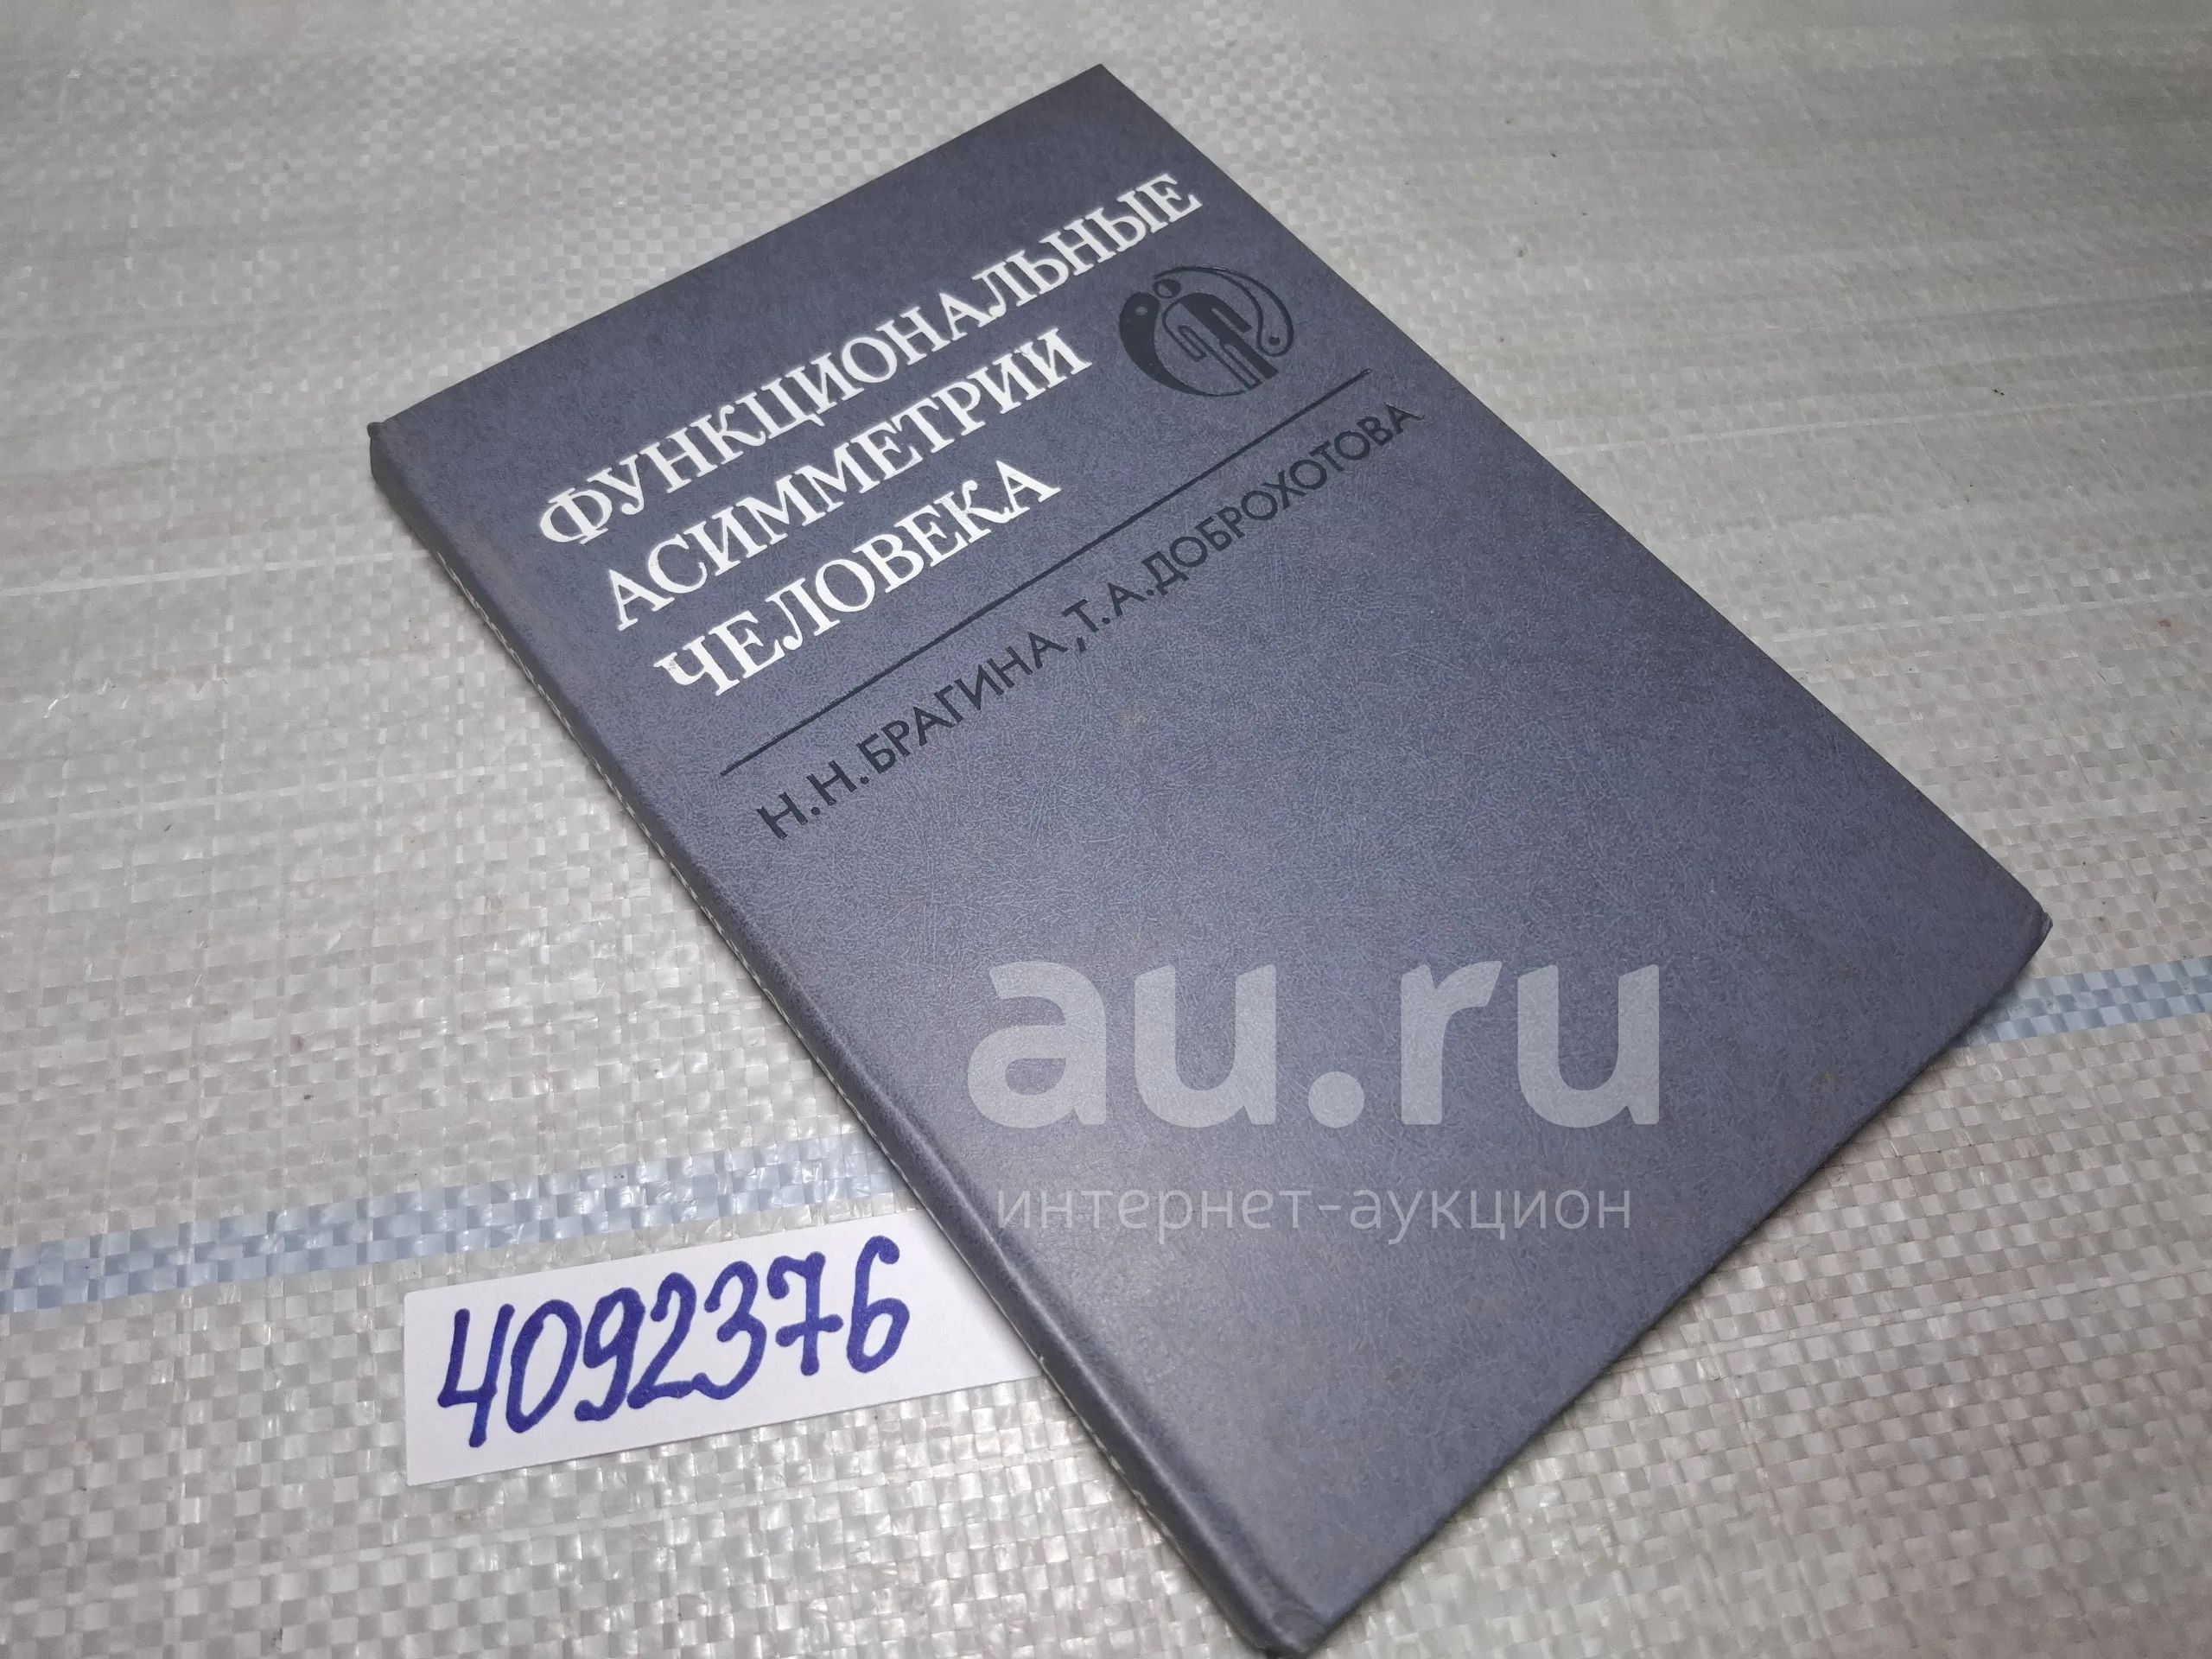 ФУНКЦИОНАЛЬНЫЕ
АСИММЕТРИИ
ЧЕЛОВЕКА
Н.Н.БРАГИНА, Т.А.ДОБРОХОТОВА
au.ru
интернет-аукцион
4092376